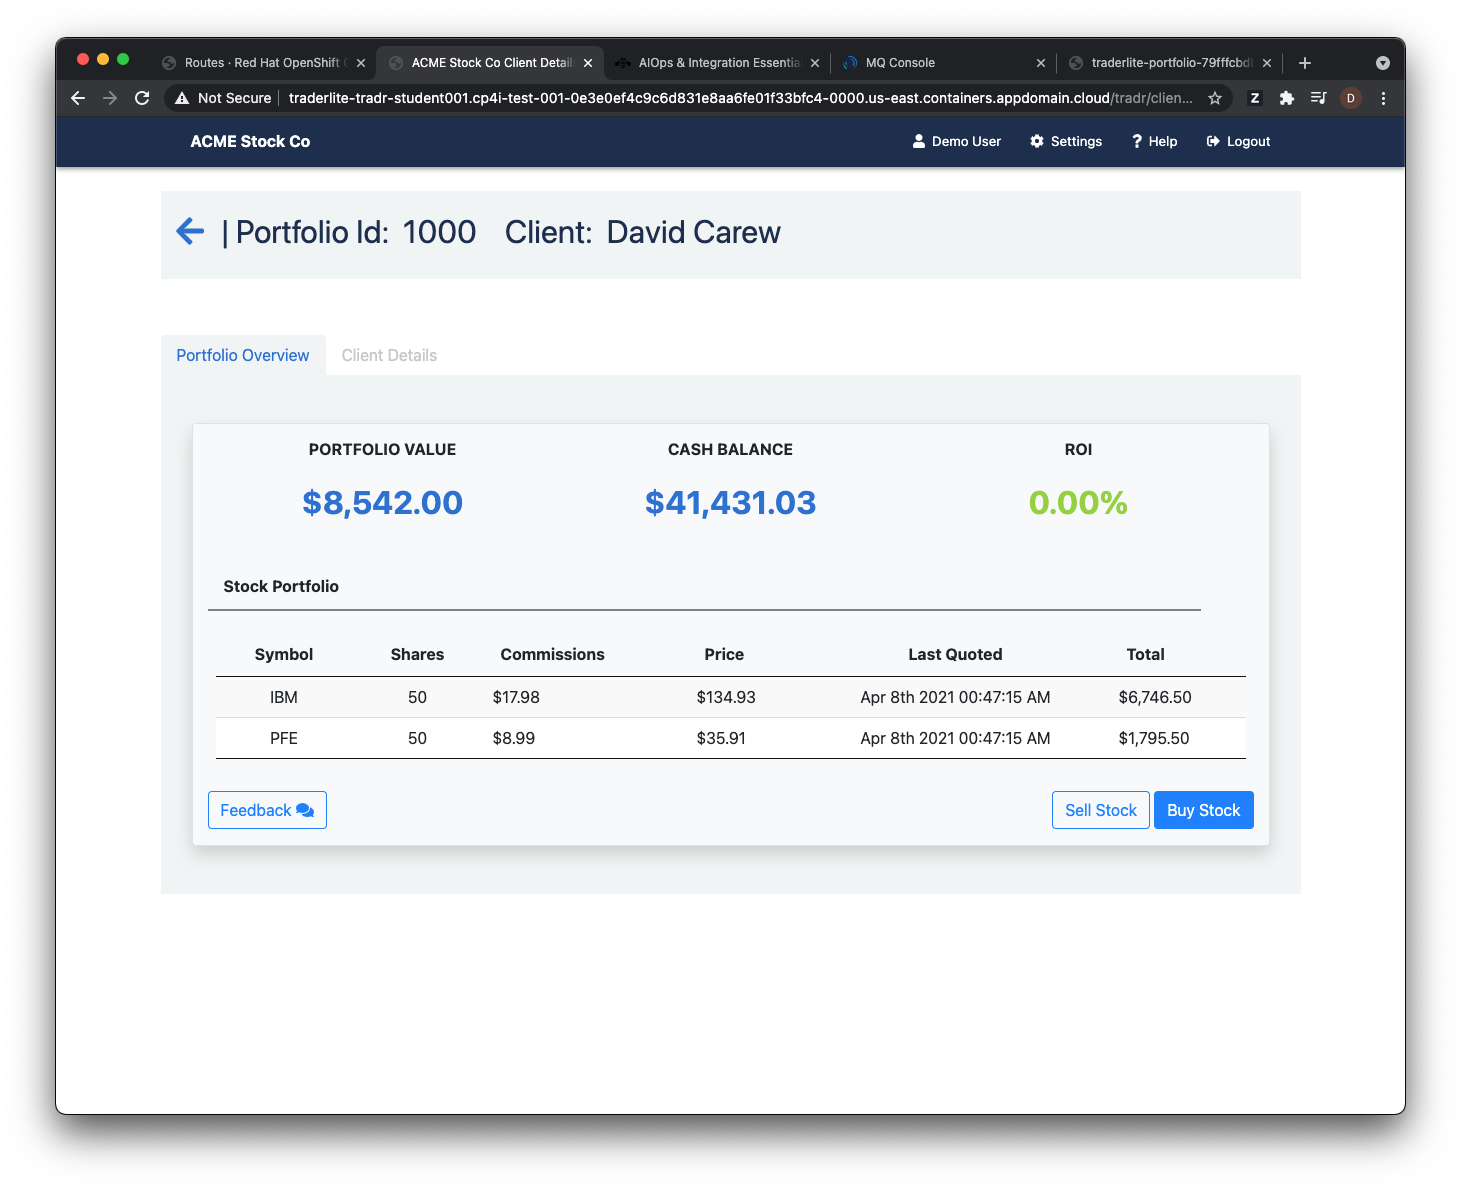 Routes · Red Hat OpenShift
ACME Stock Co Client Detail
AIOps & Integration Essentia
MQ Console
traderlite-portfolio-79fffcbd
Not Secure
traderlite-tradr-student001.cp4i-test-001-0e3e0ef4c9c6d831e8aa6fe01f33bfc4-0000.us-east.containers.appdomain.cloud/tradr/clien...
Z
D
ACME Stock Co
Demo User
Settings
? Help
Logout
| Portfolio Id: 1000 Client: David Carew
Portfolio Overview
Client Details
PORTFOLIO VALUE
CASH BALANCE
ROI
$8,542.00
$41,431.03
0.00%
Stock Portfolio
Symbol Shares Commissions Price Last Quoted Total
IBM 50 $17.98 $134.93 Apr 8th 2021 00:47:15 AM $6,746.50
PFE 50 $8.99 $35.91 Apr 8th 2021 00:47:15 AM $1,795.50
Feedback
Sell Stock
Buy Stock